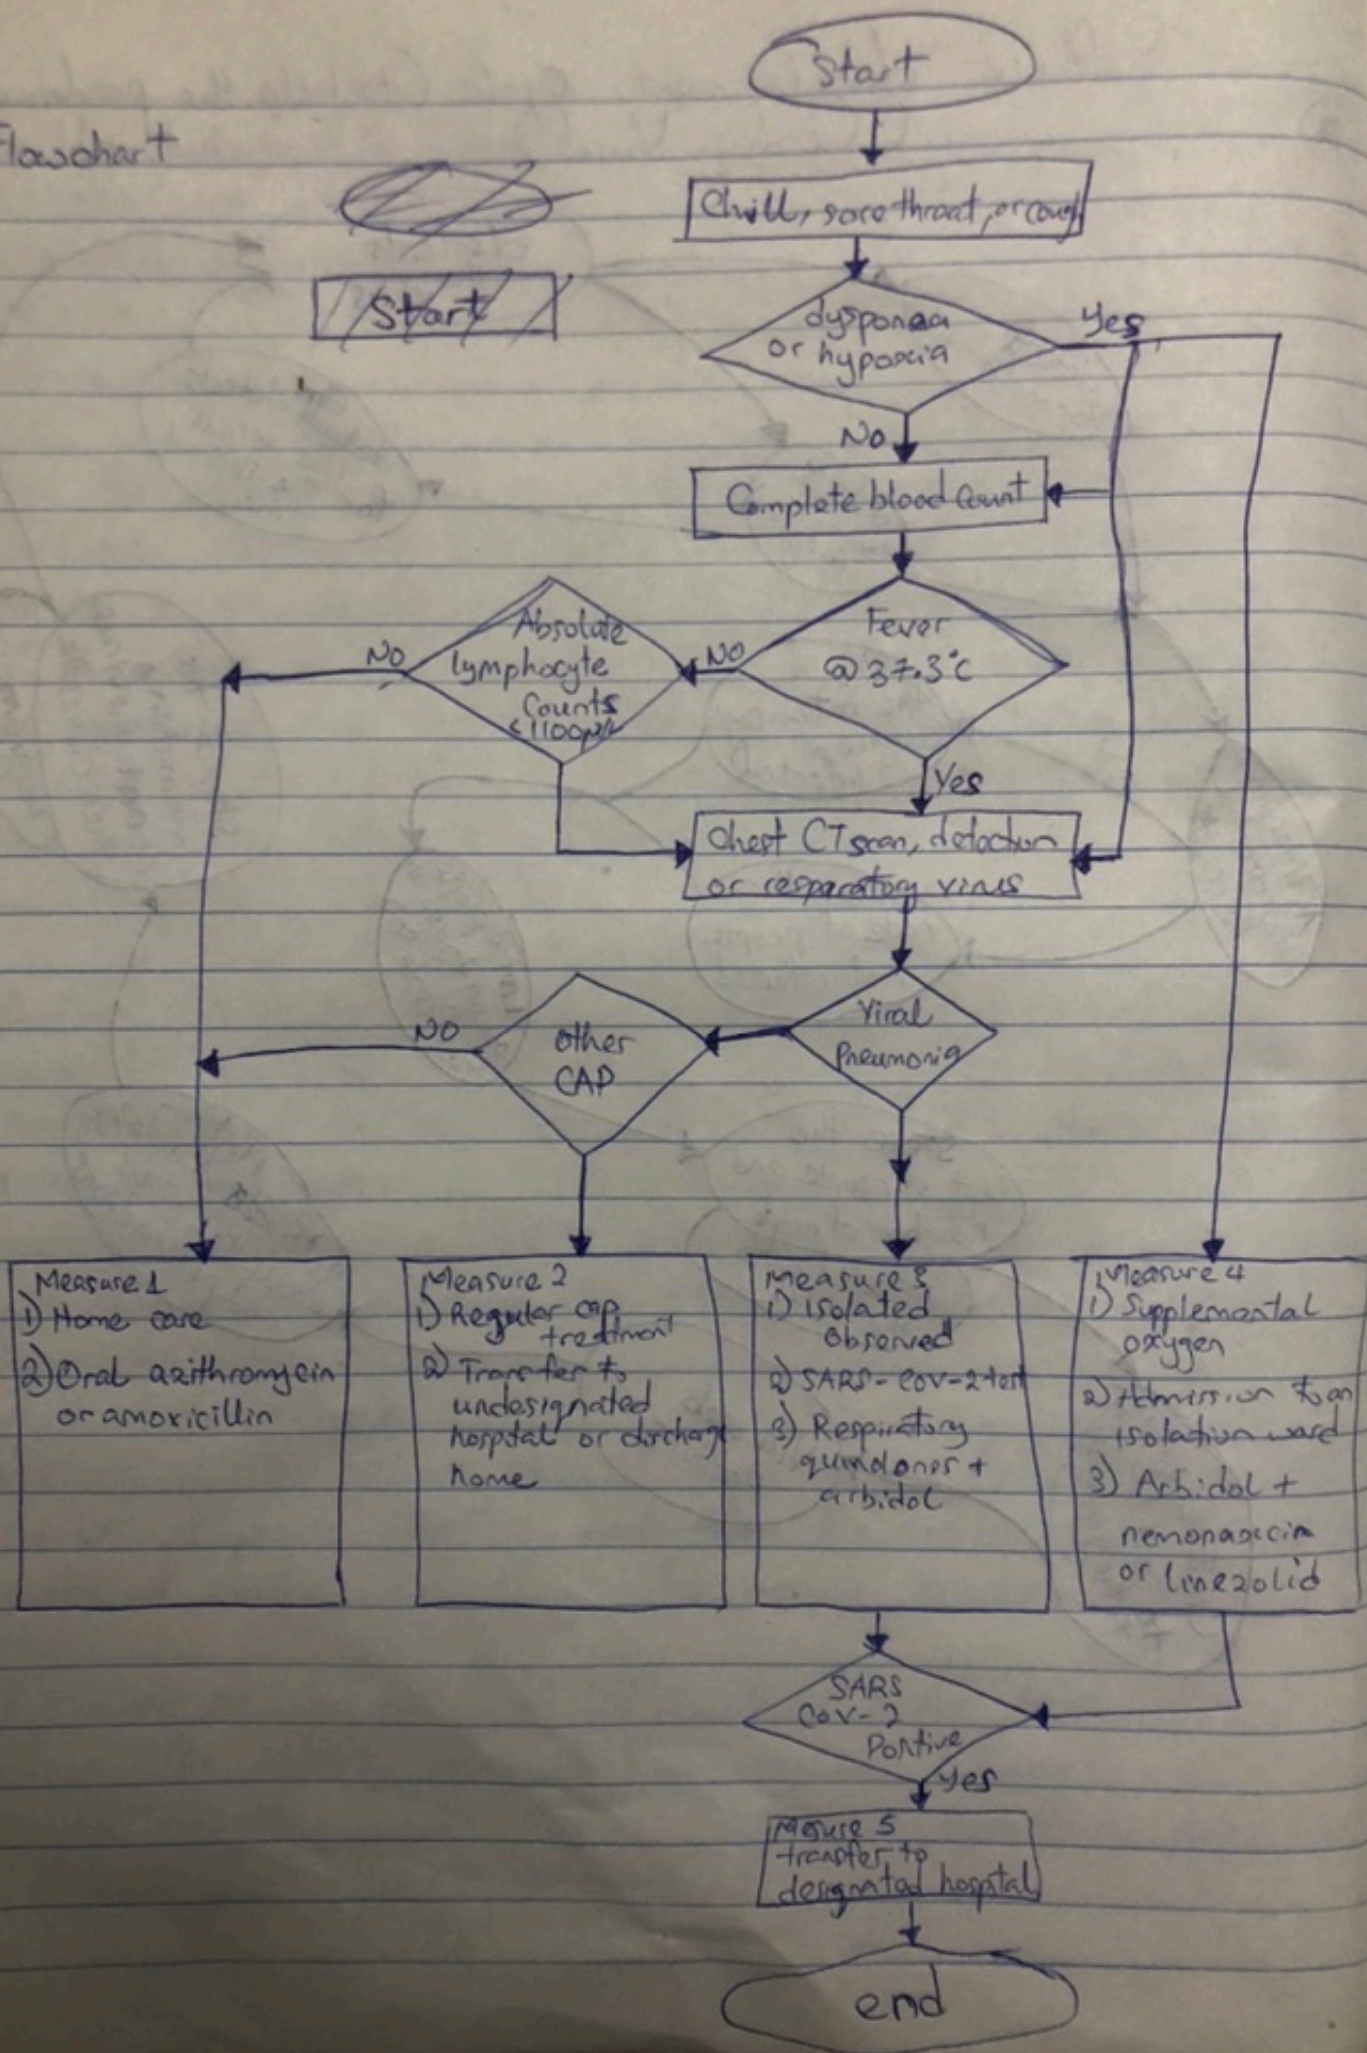 Flowchart
Start
Start
Chill, sore throat, or cough
dysponea
or hypoxia
Yes
No
Complete blood Count
Fever
@ 37.3°C
NO
Absolute
lymphocyte
Counts
<1100µ/L
NO
Yes
Chest CT scan, detection
or resparatory virus
Viral
Pneumonia
Other
CAP
NO
Measure 1
1) Home care
2) Oral azithromycin
or amoxicillin
Measure 2
1) Regular cap
treatment
2) Transfer to
undesignated
hospital or discharge
home
Measure 3
1) Isolated
Observed
2) SARS-COV-2 test
3) Respiratory
+
arbidol
Measure 4
1) Supplemental
oxygen
2) Admission to an
isolation ward
3) Arbidol +
nemonaxicin
or linezolid
SARS
CoV-2
Portive
Yes
Mesure 5
transfer to
designated hospital
end